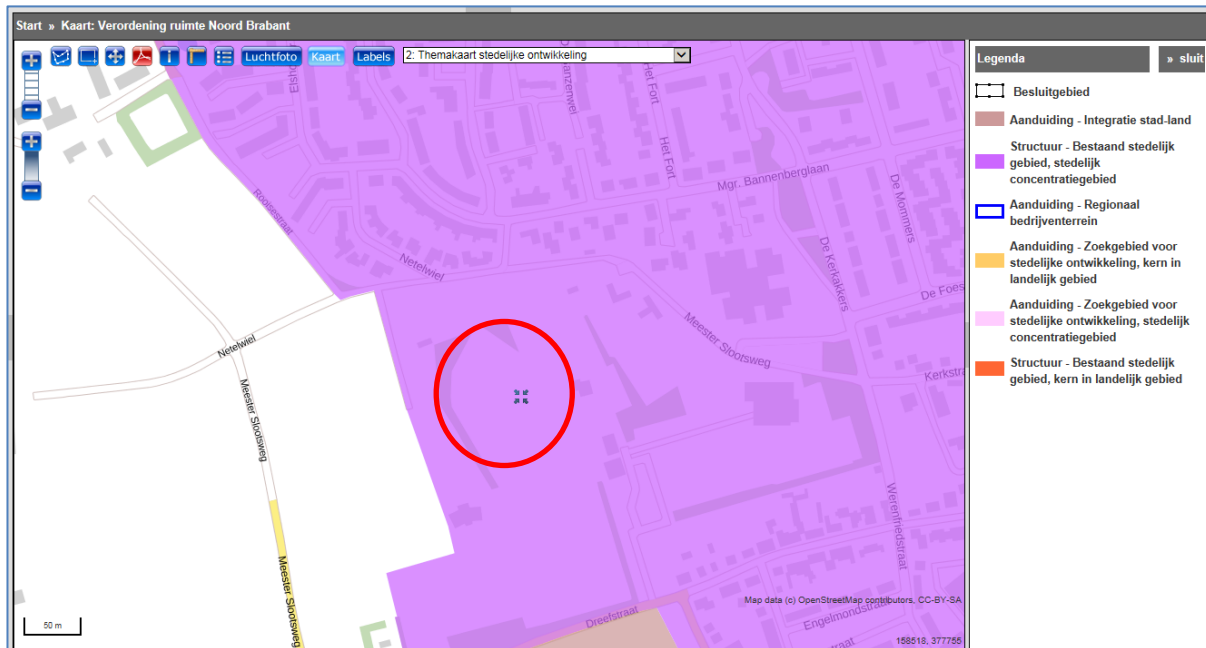 Start » Kaart: Verordening ruimte Noord Brabant
Luchtfoto Kaart Labels 2: Themakaart stedelijke ontwikkeling
Legenda » sluit
Besluitgebied
Aanduiding - Integratie stad-land
Structuur - Bestaand stedelijk
gebied, stedelijk
concentratiegebied
Aanduiding - Regionaal
bedrijventerrein
Aanduiding - Zoekgebied voor
stedelijke ontwikkeling, kern in
landelijk gebied
Aanduiding - Zoekgebied voor
stedelijke ontwikkeling, stedelijk
concentratiegebied
Structuur - Bestaand stedelijk
gebied, kern in landelijk gebied
Het Fort
Het Fort
Mgr. Bannenberglaan
De Mommers
Rooisestraat
De Kerkakkers
Netelwiel
De Foes
Netelwiel
Meester Slootsweg
Kerkstra
Meester Slootsweg
Werenfriedstraat
Meester Slootsweg
Dreefstraat
Map data (c) OpenStreetMap contributors, CC-BY-SA
Engelmondstraat
straat
50 m
158518, 377755